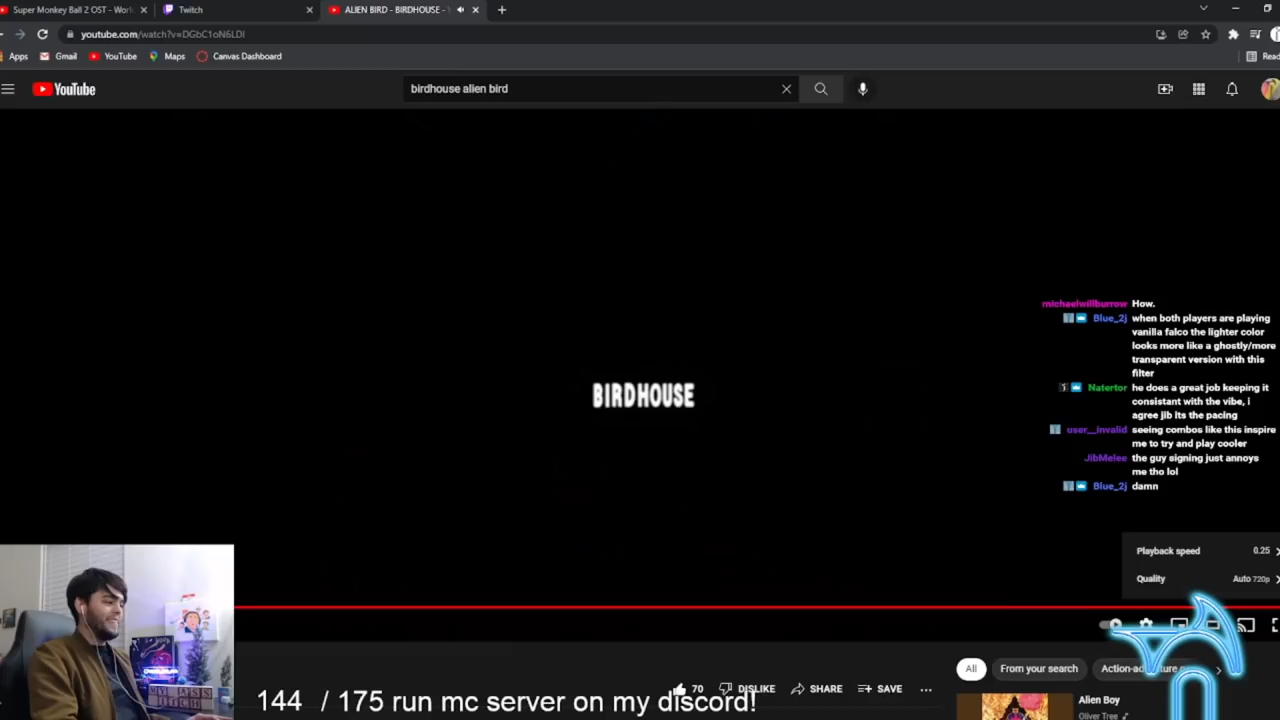 Super Monkey Ball 2 OST - Worl
Twitch
ALIEN BIRD - BIRDHOUSE - Y
youtube.com/watch?v=DGbC1oN6LDI
Apps
Gmail
YouTube
Maps
Canvas Dashboard
Read
YouTube
birdhouse alien bird
BIRDHOUSE
michaelwillburrow How.
Blue_2j when both players are playing
vanilla falco the lighter color
looks more like a ghostly/more
transparent version with this
filter
Natertor he does a great job keeping it
consistant with the vibe, i
agree jib its the pacing
user__invalid seeing combos like this inspire
me to try and play cooler
JibMelee the guy signing just annoys
me tho lol
Blue_2j damn
Playback speed 0.25
Quality Auto 720p
All
From your search
Action-adventure
70
DISLIKE
SHARE
SAVE
144 / 175 run mc server on my discord!
Alien Boy
Oliver Tree